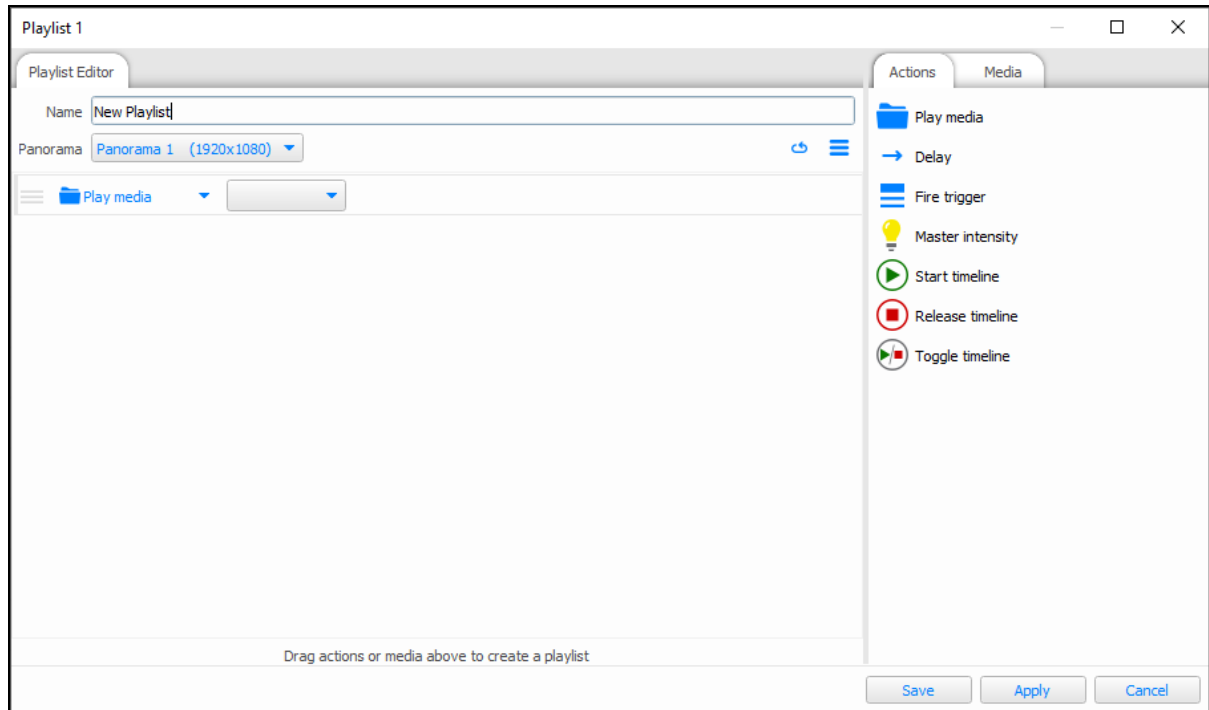 Playlist 1
Playlist Editor
Actions Media
Name New Playlist
Panorama Panorama 1 (1920x1080)
Play media
Play media
Delay
Fire trigger
Master intensity
Start timeline
Release timeline
Toggle timeline
Drag actions or media above to create a playlist
Save Apply Cancel